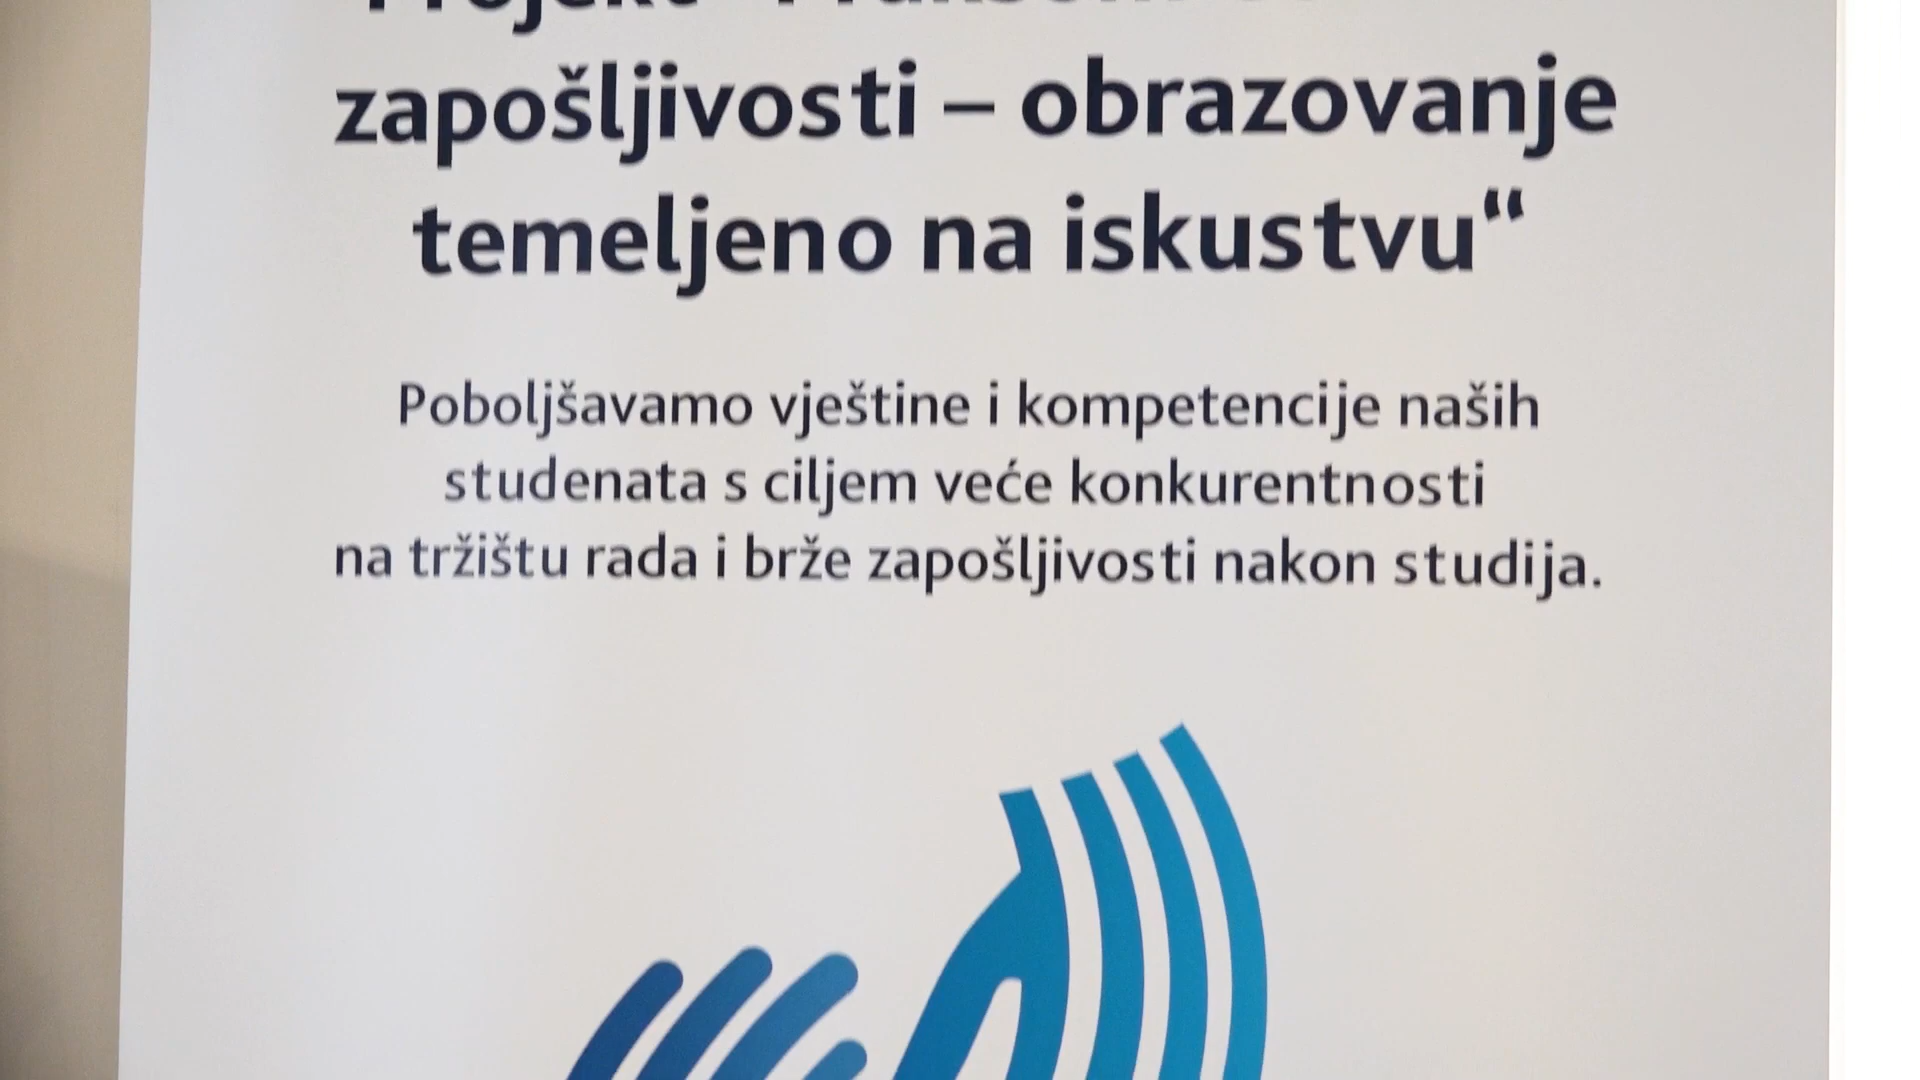 zapošljivosti – obrazovanje
temeljeno na iskustvu“
Poboljšavamo vještine i kompetencije naših
studenata s ciljem veće konkurentnosti
na tržištu rada i brže zapošljivosti nakon studija.